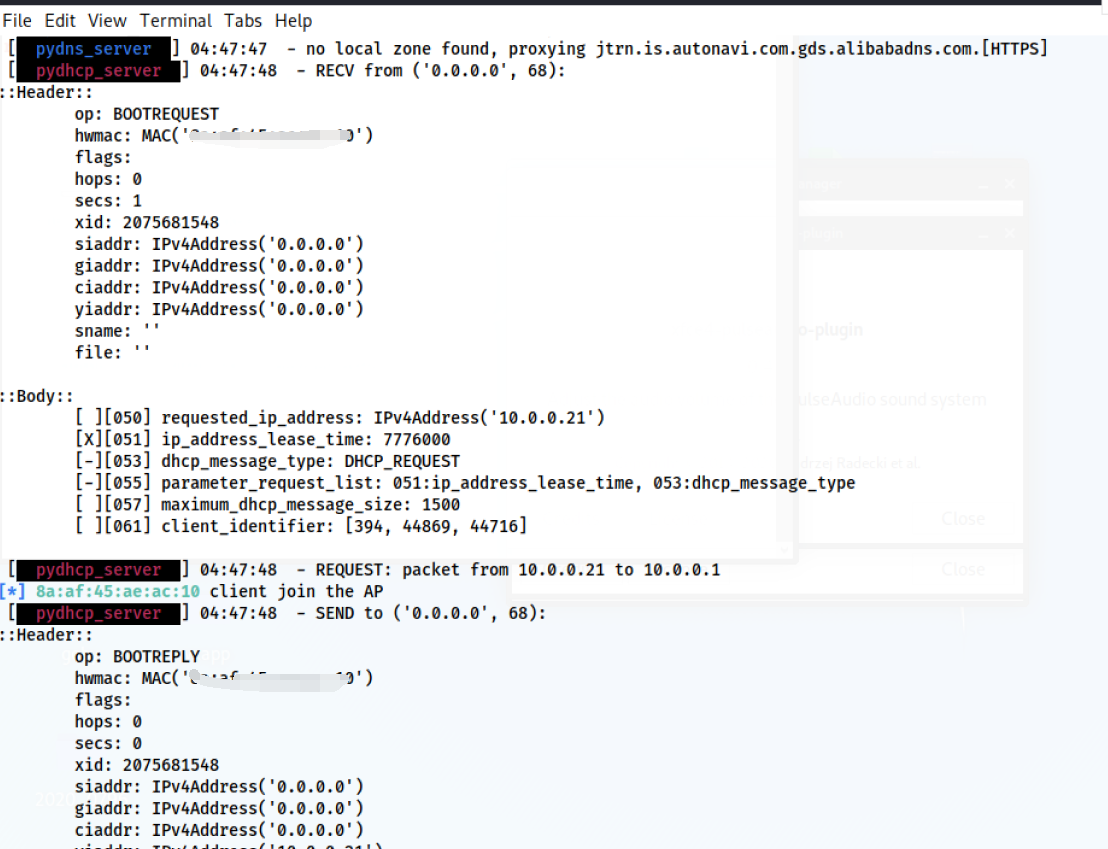 File Edit View Terminal Tabs Help
[ pydns_server ] 04:47:47 - no local zone found, proxying jtrn.is.autonavi.com.gds.alibabadns.com.[HTTPS]
[ pydhcp_server ] 04:47:48 - RECV from ('0.0.0.0', 68):
::Header::
op: BOOTREQUEST
hwmac: MAC('
flags:
hops: 0
secs: 1
xid: 2075681548
siaddr: IPv4Address('0.0.0.0')
giaddr: IPv4Address('0.0.0.0')
ciaddr: IPv4Address('0.0.0.0')
yiaddr: IPv4Address('0.0.0.0')
sname: ''
file: ''
o-plugin
::Body::
ulseAudio sound system
[ ][050] requested_ip_address: IPv4Address('10.0.0.21')
[X][051] ip_address_lease_time: 7776000
[-][053] dhcp_message_type: DHCP_REQUEST
drzej Radecki et al.
[-][055] parameter_request_list: 051:ip_address_lease_time, 053:dhcp_message_type
[ ][057] maximum_dhcp_message_size: 1500
[ ][061] client_identifier: [394, 44869, 44716]
Close
[ pydhcp_server ] 04:47:48 - REQUEST: packet from 10.0.0.21 to 10.0.0.1
Close
[*] 8a:af:45:ae:ac:10 client join the AP
[ pydhcp_server ] 04:47:48 - SEND to ('0.0.0.0', 68):
::Header::
op: BOOTREPLY
hwmac: MAC('
flags:
hops: 0
secs: 0
xid: 2075681548
siaddr: IPv4Address('0.0.0.0')
giaddr: IPv4Address('0.0.0.0')
ciaddr: IPv4Address('0.0.0.0')